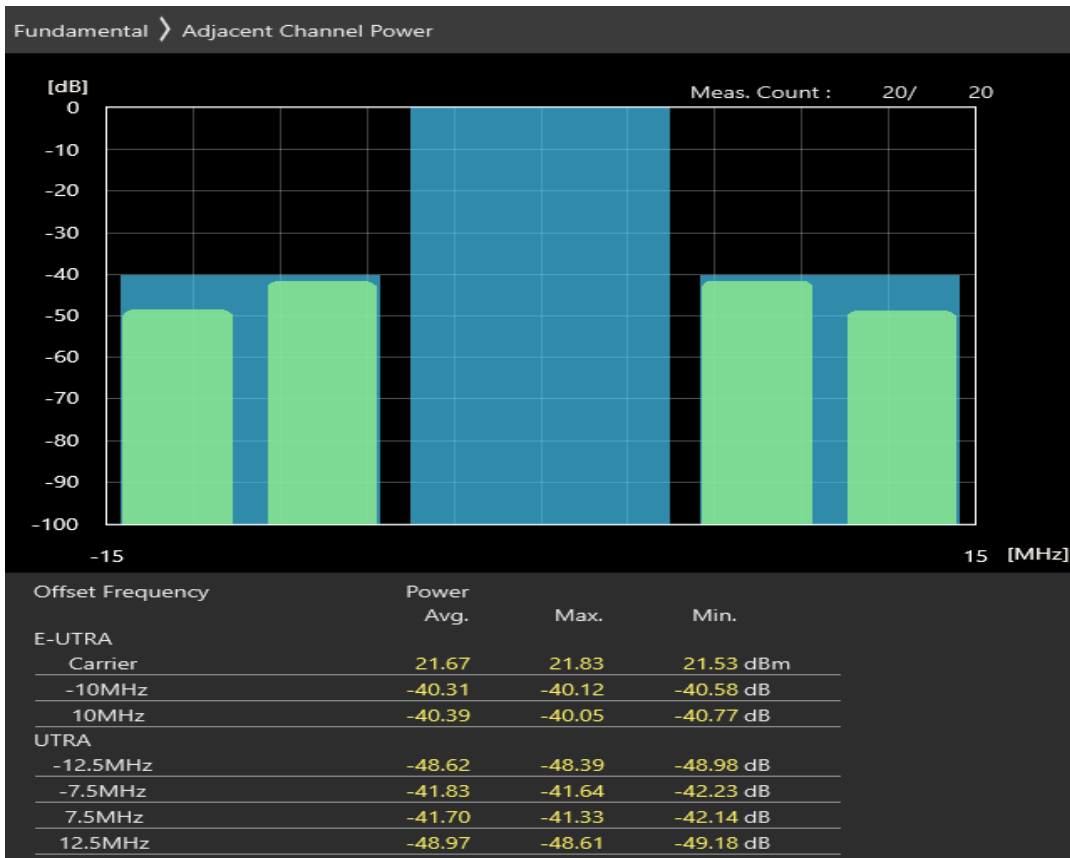 Fundamental ❯ Adjacent Channel Power
[dB]
Meas. Count : 20/ 20
0
-10
-20
-30
-40
-50
-60
-70
-80
-90
-100
-15 15 [MHz]
Offset Frequency Power
Avg. Max. Min.
E-UTRA
Carrier 21.67 21.83 21.53 dBm
-10MHz -40.31 -40.12 -40.58 dB
10MHz -40.39 -40.05 -40.77 dB
UTRA
-12.5MHz -48.62 -48.39 -48.98 dB
-7.5MHz -41.83 -41.64 -42.23 dB
7.5MHz -41.70 -41.33 -42.14 dB
12.5MHz -48.97 -48.61 -49.18 dB